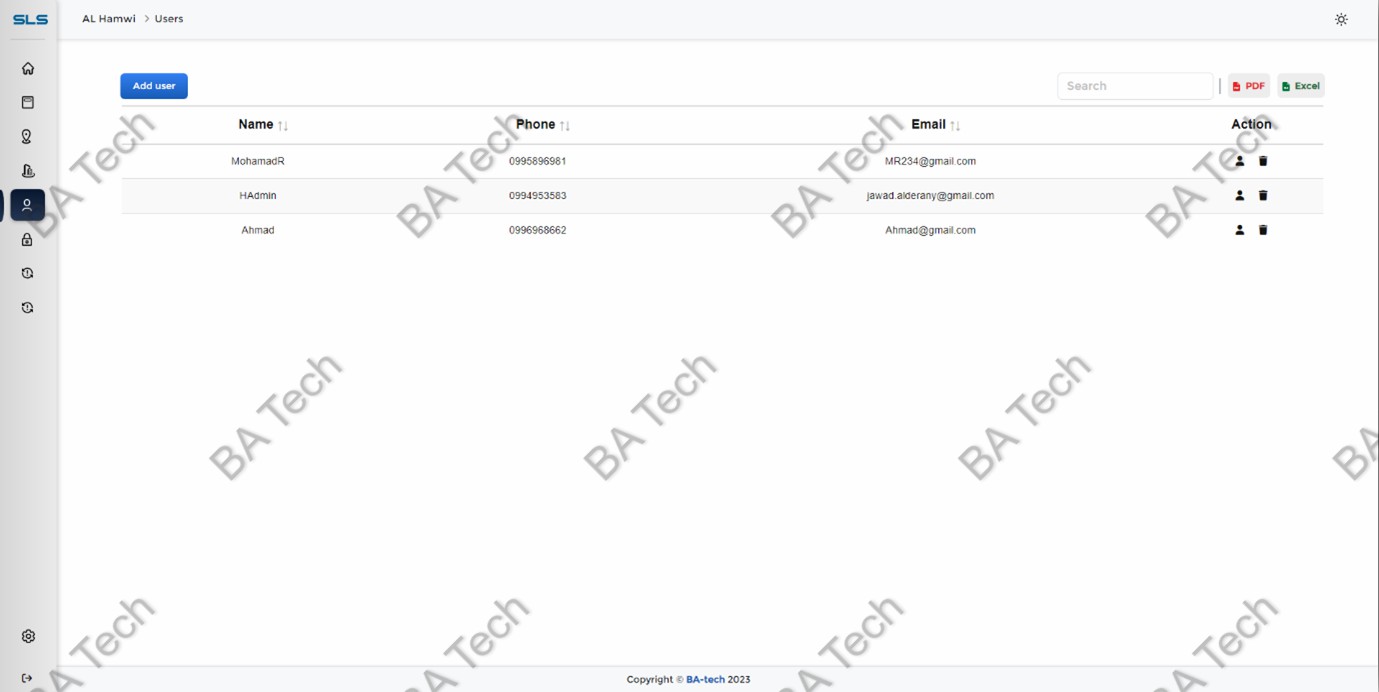 SLS
AL Hamwi > Users
Add user
Search | PDF Excel
Name ↑↓ Phone ↑↓ Email ↑↓ Action
MohamadR 0995896981 MR234@gmail.com
HAdmin 0994953583 jawad.alderany@gmail.com
Ahmad 0996968662 Ahmad@gmail.com
BA Tech BA Tech BA Tech BA Tech
BA Tech BA Tech BA Tech BA
BA Tech BA Tech BA Tech BA Tech
Copyright © BA-tech 2023